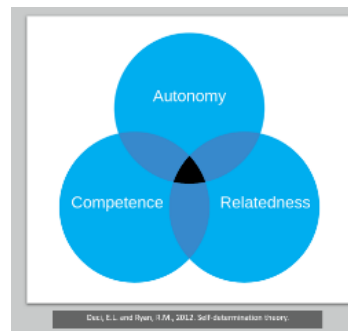 Autonomy
Competence Relatedness
Deci, E.L. and Ryan, R.M., 2012. Self-determination theory.